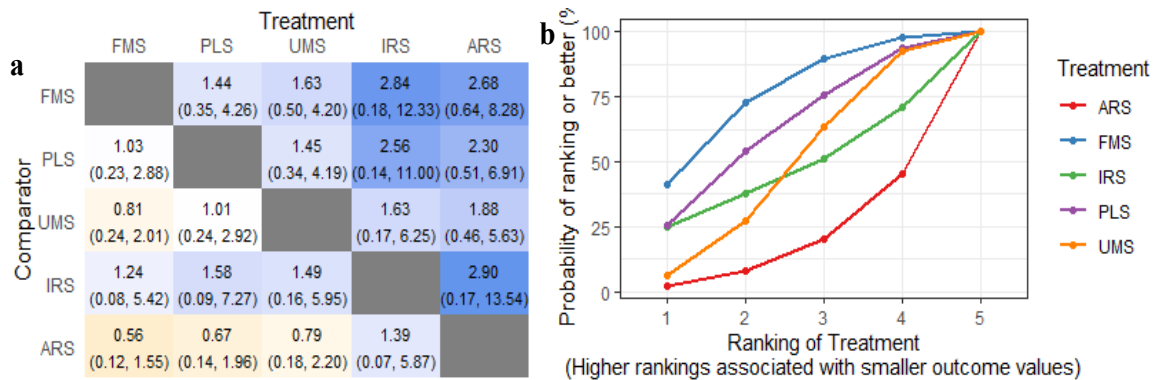 a
Treatment
FMS PLS UMS IRS ARS
Comparator
FMS 1.44 1.63 2.84 2.68
(0.35, 4.26) (0.50, 4.20) (0.18, 12.33) (0.64, 8.28)
PLS 1.03 1.45 2.56 2.30
(0.23, 2.88) (0.34, 4.19) (0.14, 11.00) (0.51, 6.91)
UMS 0.81 1.01 1.63 1.88
(0.24, 2.01) (0.24, 2.92) (0.17, 6.25) (0.46, 5.63)
IRS 1.24 1.58 1.49 2.90
(0.08, 5.42) (0.09, 7.27) (0.16, 5.95) (0.17, 13.54)
ARS 0.56 0.67 0.79 1.39
(0.12, 1.55) (0.14, 1.96) (0.18, 2.20) (0.07, 5.87)
b
Probability of ranking or better (%
100
75
50
25
0
1 2 3 4 5
Ranking of Treatment
(Higher rankings associated with smaller outcome values)
Treatment
ARS
FMS
IRS
PLS
UMS